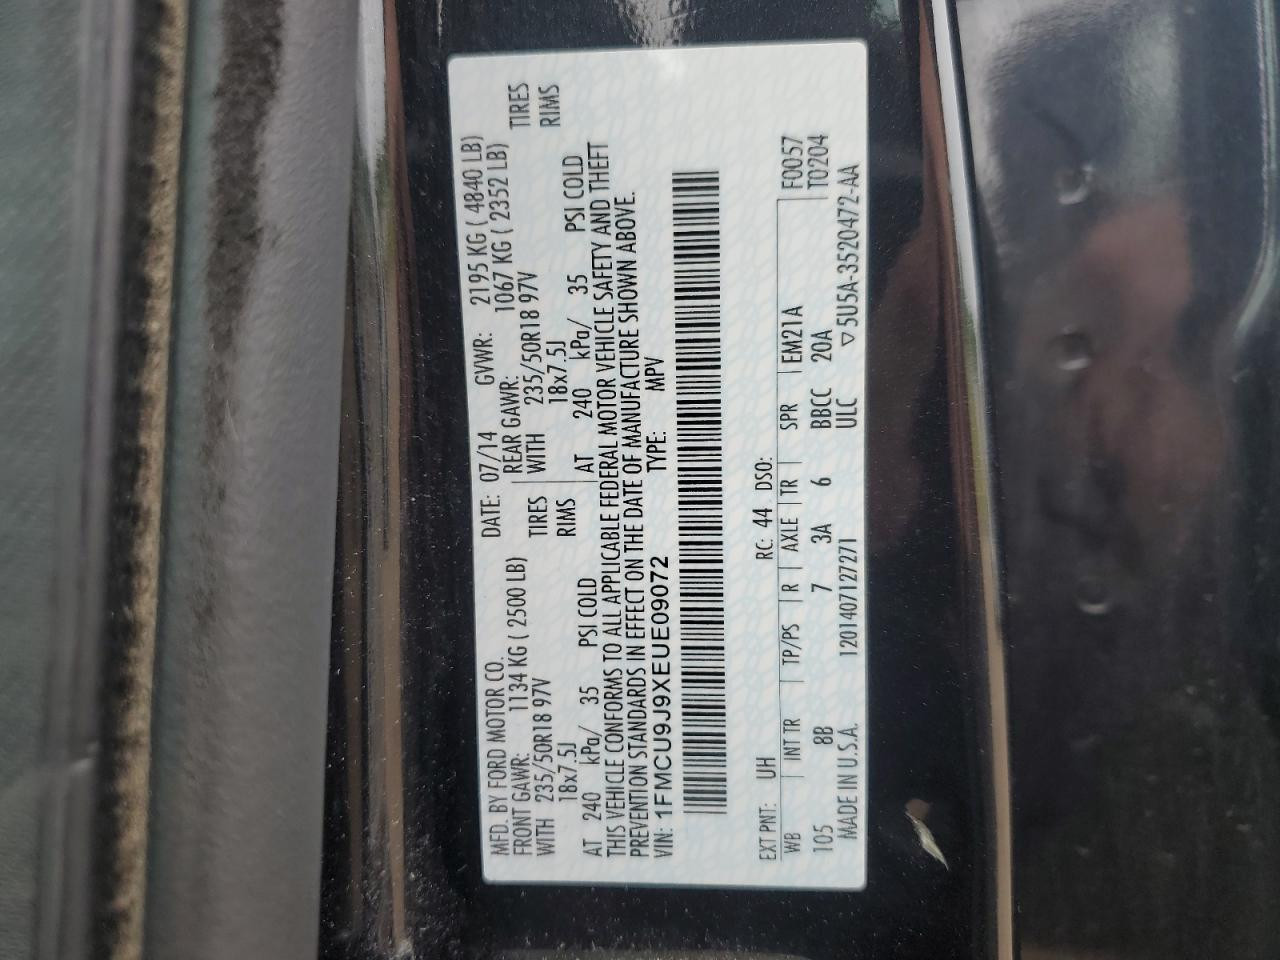 MFD. BY FORD MOTOR CO. DATE: 07/14 GVWR: 2195 KG ( 4840 LB)
FRONT GAWR: 1134 KG ( 2500 LB) REAR GAWR: 1067 KG ( 2352 LB)
WITH 235/50R18 97V TIRES WITH 235/50R18 97V TIRES
18x7.5J RIMS 18x7.5J RIMS
AT 240 kPa/ 35 PSI COLD AT 240 kPa/ 35 PSI COLD
THIS VEHICLE CONFORMS TO ALL APPLICABLE FEDERAL MOTOR VEHICLE SAFETY AND THEFT
PREVENTION STANDARDS IN EFFECT ON THE DATE OF MANUFACTURE SHOWN ABOVE.
VIN: 1FMCU9J9XEUE09072 TYPE: MPV
EXT PNT: UH RC: 44 DSO: F0057
WB INT TR TP/PS R AXLE TR SPR EM21A T0204
105 8B 7 3A 6 BBCC 20A
MADE IN U.S.A. 120140712727​1 ULC ▽5U5A-3520472-AA